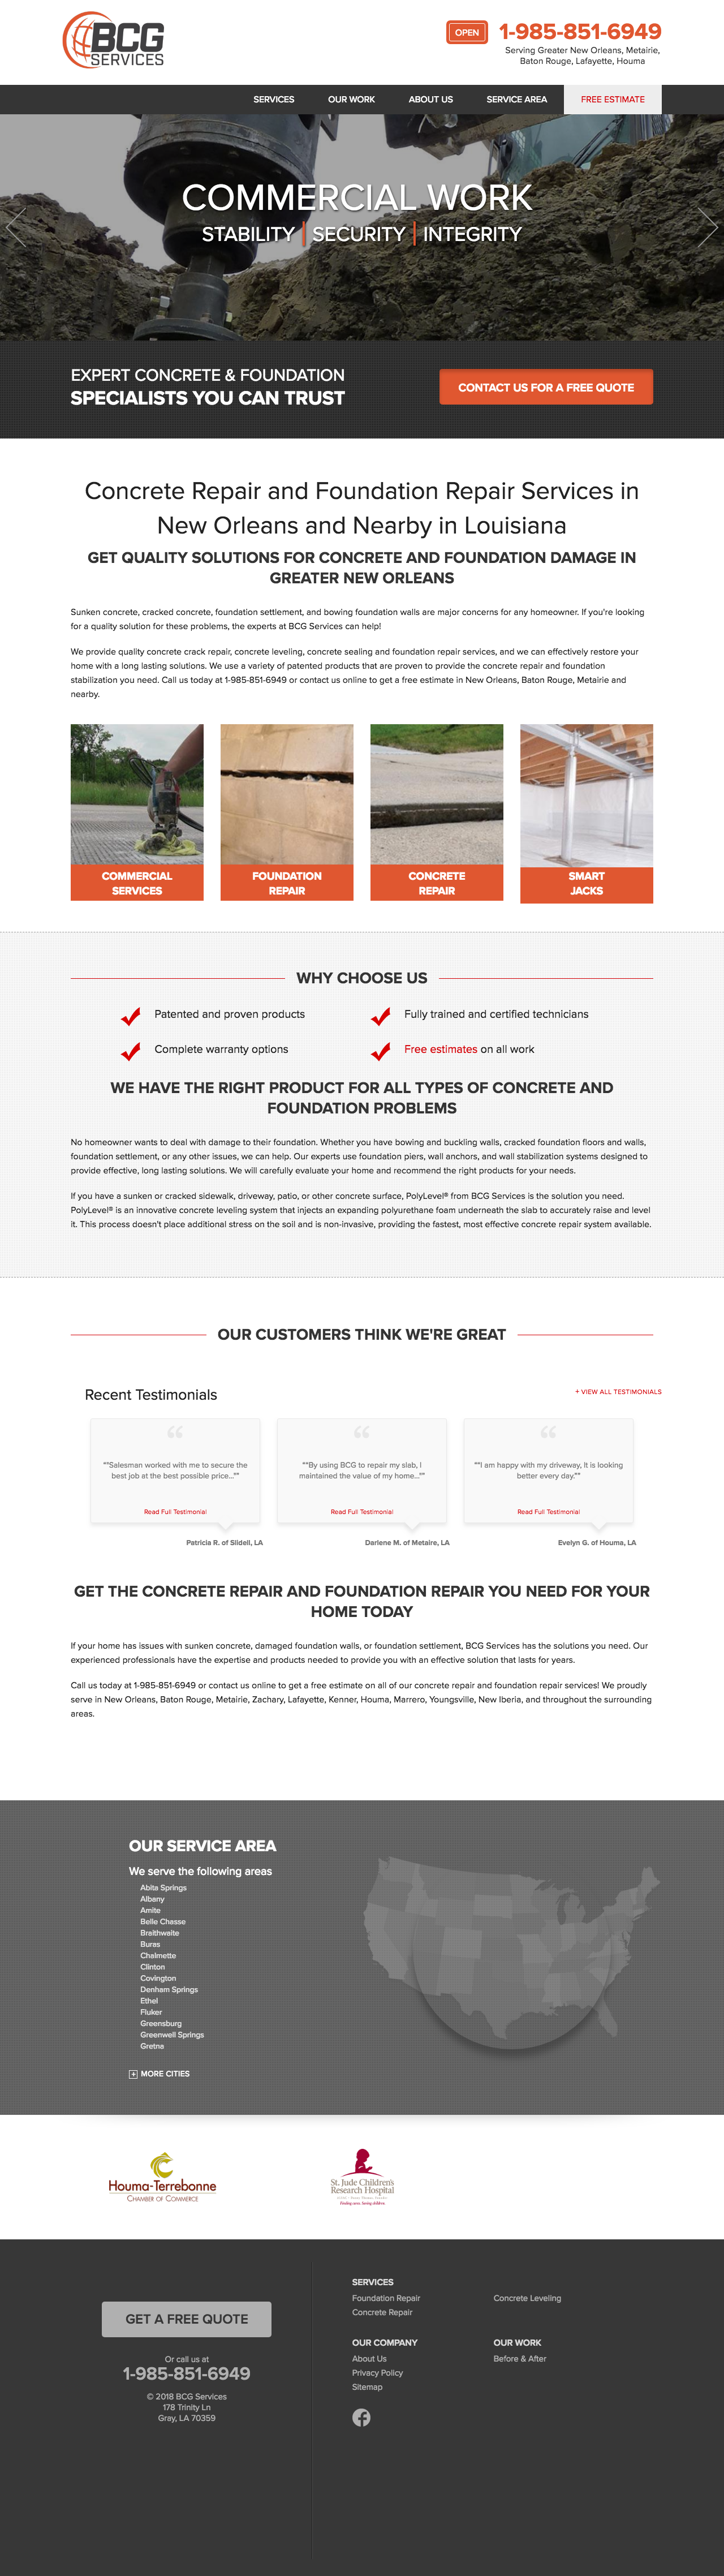 BCG
SERVICES
OPEN
1-985-851-6949
Serving Greater New Orleans, Metairie,
Baton Rouge, Lafayette, Houma
SERVICES
OUR WORK
ABOUT US
SERVICE AREA
FREE ESTIMATE
COMMERCIAL WORK
STABILITY
SECURITY
INTEGRITY
EXPERT CONCRETE & FOUNDATION
SPECIALISTS YOU CAN TRUST
CONTACT US FOR A FREE QUOTE
Concrete Repair and Foundation Repair Services in
New Orleans and Nearby in Louisiana
GET QUALITY SOLUTIONS FOR CONCRETE AND FOUNDATION DAMAGE IN
GREATER NEW ORLEANS
Sunken concrete, cracked concrete, foundation settlement, and bowing foundation walls are major concerns for any homeowner. If you're looking
for a quality solution for these problems, the experts at BCG Services can help!
We provide quality concrete crack repair, concrete leveling, concrete sealing and foundation repair services, and we can effectively restore your
home with a long lasting solutions. We use a variety of patented products that are proven to provide the concrete repair and foundation
stabilization you need. Call us today at 1-985-851-6949 or contact us online to get a free estimate in New Orleans, Baton Rouge, Metairie and
nearby.
COMMERCIAL
SERVICES
FOUNDATION
REPAIR
CONCRETE
REPAIR
SMART
JACKS
WHY CHOOSE US
Patented and proven products
Fully trained and certified technicians
Complete warranty options
Free estimates on all work
WE HAVE THE RIGHT PRODUCT FOR ALL TYPES OF CONCRETE AND
FOUNDATION PROBLEMS
No homeowner wants to deal with damage to their foundation. Whether you have bowing and buckling walls, cracked foundation floors and walls,
foundation settlement, or any other issues, we can help. Our experts use foundation piers, wall anchors, and wall stabilization systems designed to
provide effective, long lasting solutions. We will carefully evaluate your home and recommend the right products for your needs.
If you have a sunken or cracked sidewalk, driveway, patio, or other concrete surface, PolyLevel® from BCG Services is the solution you need.
PolyLevel® is an innovative concrete leveling system that injects an expanding polyurethane foam underneath the slab to accurately raise and level
it. This process doesn't place additional stress on the soil and is non-invasive, providing the fastest, most effective concrete repair system available.
OUR CUSTOMERS THINK WE'RE GREAT
Recent Testimonials
+ VIEW ALL TESTIMONIALS
““Salesman worked with me to secure the
best job at the best possible price...””
Read Full Testimonial
Patricia R. of Slidell, LA
““By using BCG to repair my slab, I
maintained the value of my home...””
Read Full Testimonial
Darlene M. of Metaire, LA
““I am happy with my driveway, It is looking
better every day.””
Read Full Testimonial
Evelyn G. of Houma, LA
GET THE CONCRETE REPAIR AND FOUNDATION REPAIR YOU NEED FOR YOUR
HOME TODAY
If your home has issues with sunken concrete, damaged foundation walls, or foundation settlement, BCG Services has the solutions you need. Our
experienced professionals have the expertise and products needed to provide you with an effective solution that lasts for years.
Call us today at 1-985-851-6949 or contact us online to get a free estimate on all of our concrete repair and foundation repair services! We proudly
serve in New Orleans, Baton Rouge, Metairie, Zachary, Lafayette, Kenner, Houma, Marrero, Youngsville, New Iberia, and throughout the surrounding
areas.
OUR SERVICE AREA
We serve the following areas
Abita Springs
Albany
Amite
Belle Chasse
Braithwaite
Buras
Chalmette
Clinton
Covington
Denham Springs
Ethel
Fluker
Greensburg
Greenwell Springs
Gretna
MORE CITIES
Houma-Terrebonne
CHAMBER OF COMMERCE
St. Jude Children's
Research Hospital
Finding cures. Saving children.
GET A FREE QUOTE
Or call us at
1-985-851-6949
© 2018 BCG Services
178 Trinity Ln
Gray, LA 70359
SERVICES
Foundation Repair
Concrete Leveling
Concrete Repair
OUR COMPANY
OUR WORK
About Us
Before & After
Privacy Policy
Sitemap